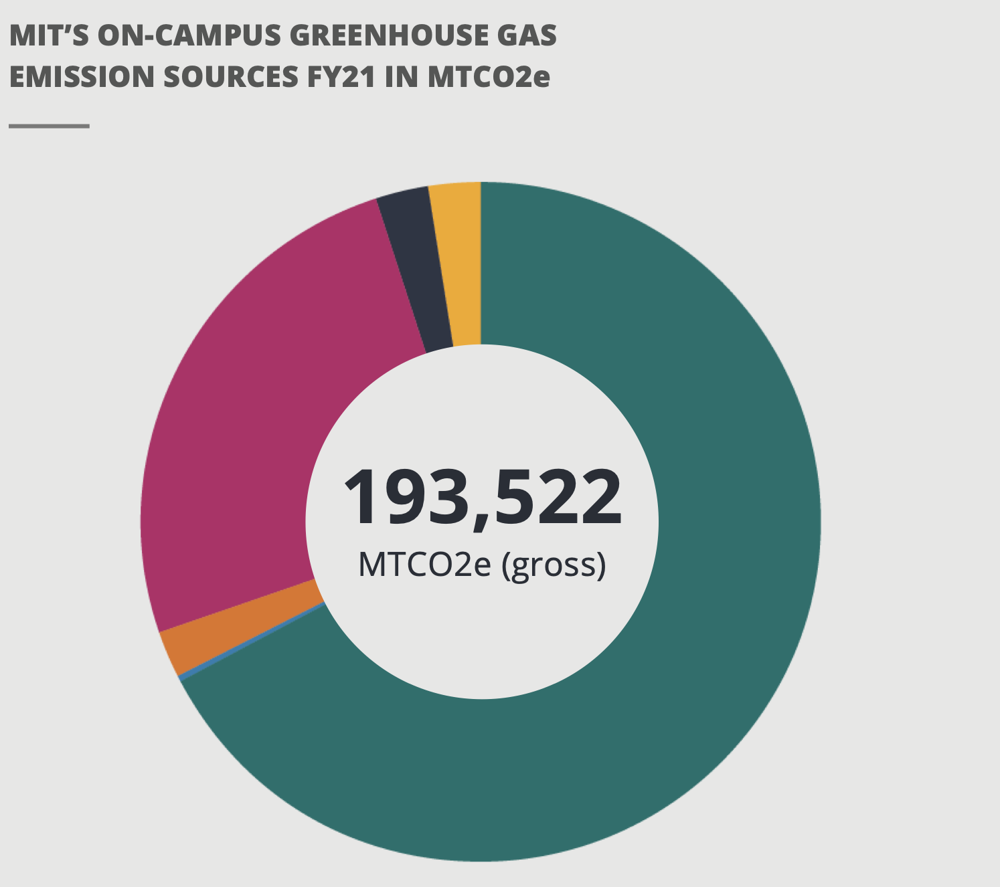 MIT’S ON-CAMPUS GREENHOUSE GAS
EMISSION SOURCES FY21 IN MTCO2e
193,522
MTCO2e (gross)